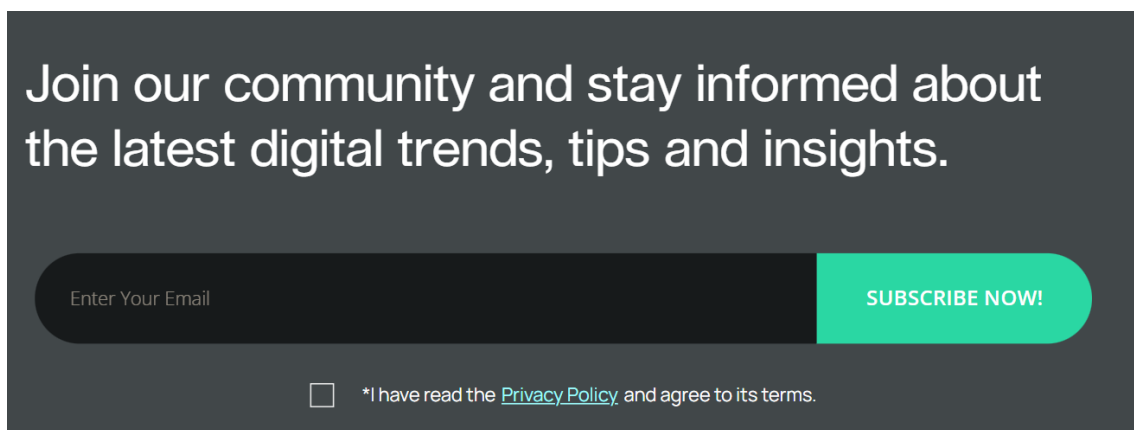 Join our community and stay informed about
the latest digital trends, tips and insights.
Enter Your Email
SUBSCRIBE NOW!
*I have read the Privacy Policy and agree to its terms.